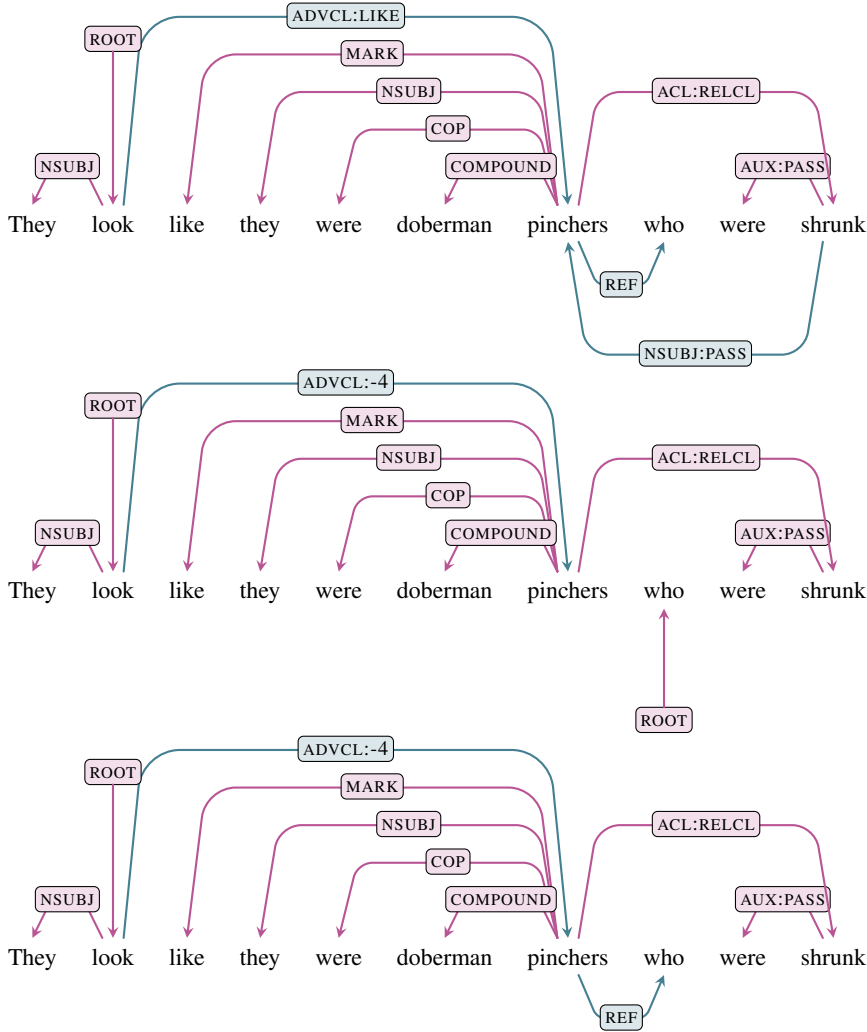 ADVCL:LIKE
ROOT
MARK
NSUBJ
ACL:RELCL
COP
NSUBJ
COMPOUND
AUX:PASS
They look like they were doberman pinchers who were shrunk
REF
NSUBJ:PASS
ADVCL:-4
ROOT
MARK
NSUBJ
ACL:RELCL
COP
NSUBJ
COMPOUND
AUX:PASS
They look like they were doberman pinchers who were shrunk
ROOT
ADVCL:-4
ROOT
MARK
NSUBJ
ACL:RELCL
COP
NSUBJ
COMPOUND
AUX:PASS
They look like they were doberman pinchers who were shrunk
REF